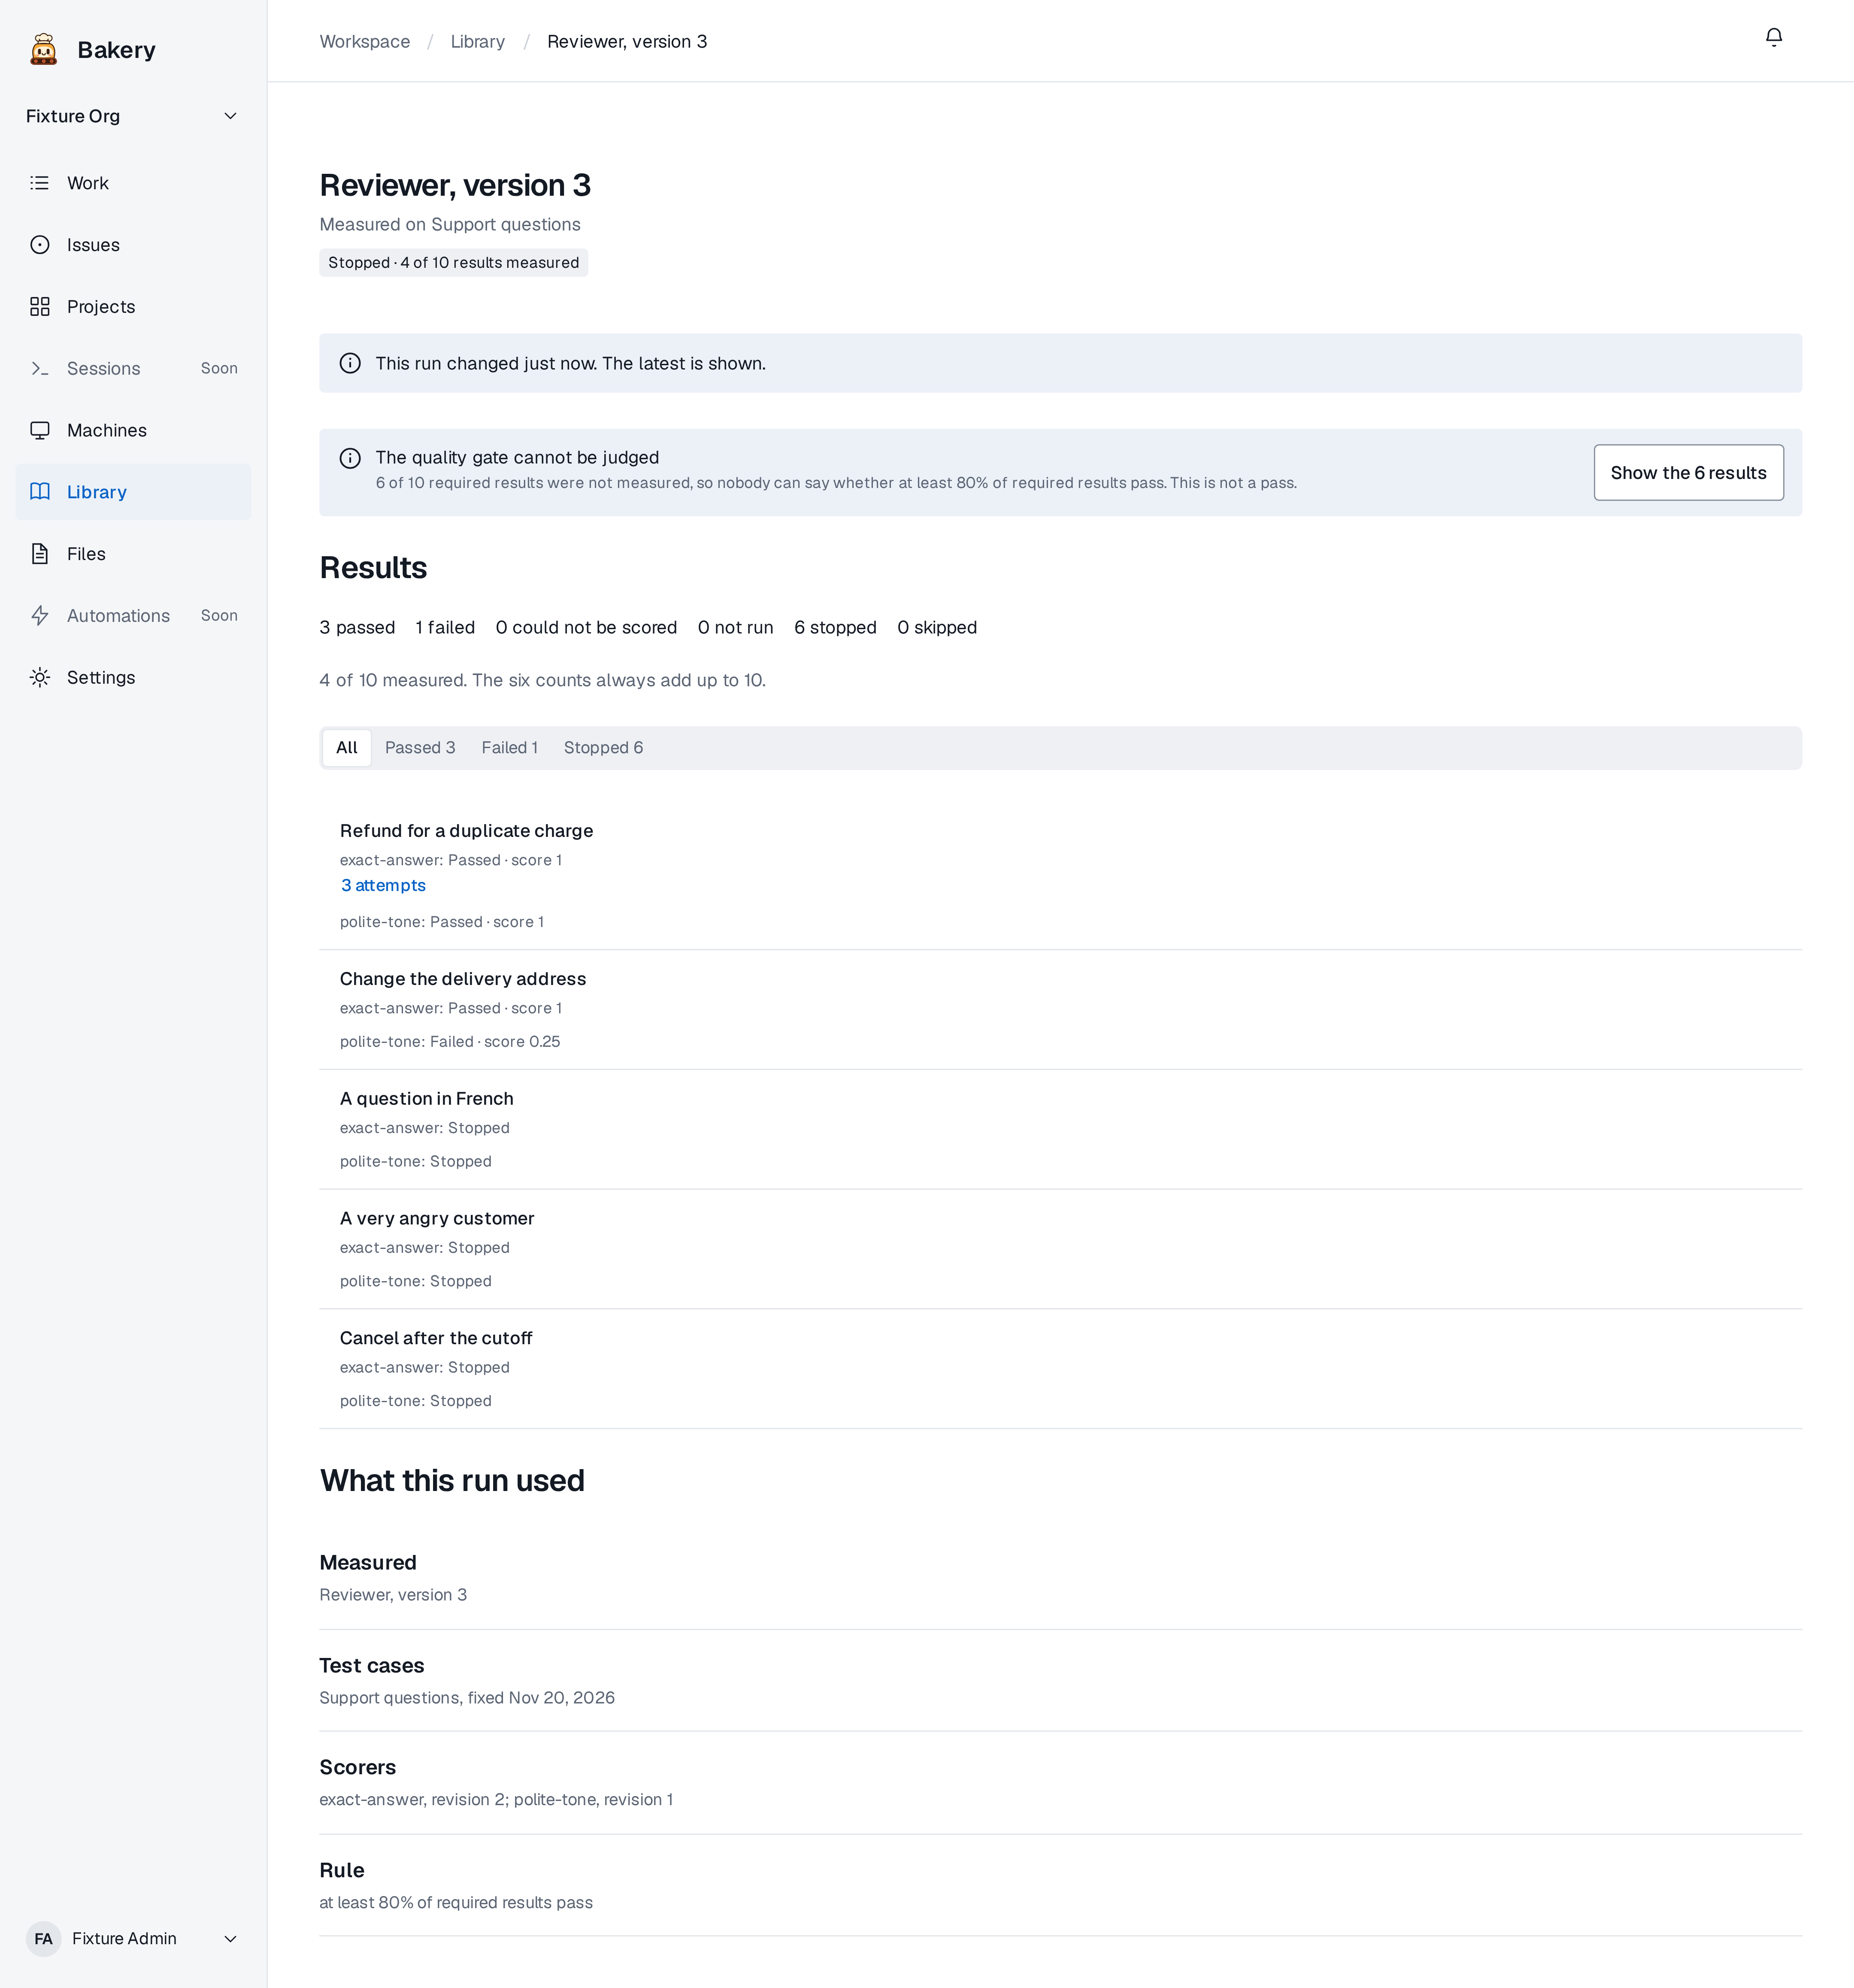 Bakery
Fixture Org
Work
Issues
Projects
Sessions Soon
Machines
Library
Files
Automations Soon
Settings
FA Fixture Admin
Workspace / Library / Reviewer, version 3
Reviewer, version 3
Measured on Support questions
Stopped · 4 of 10 results measured
This run changed just now. The latest is shown.
The quality gate cannot be judged
6 of 10 required results were not measured, so nobody can say whether at least 80% of required results pass. This is not a pass.
Show the 6 results
Results
3 passed 1 failed 0 could not be scored 0 not run 6 stopped 0 skipped
4 of 10 measured. The six counts always add up to 10.
All Passed 3 Failed 1 Stopped 6
Refund for a duplicate charge
exact-answer: Passed · score 1
3 attempts
polite-tone: Passed · score 1
Change the delivery address
exact-answer: Passed · score 1
polite-tone: Failed · score 0.25
A question in French
exact-answer: Stopped
polite-tone: Stopped
A very angry customer
exact-answer: Stopped
polite-tone: Stopped
Cancel after the cutoff
exact-answer: Stopped
polite-tone: Stopped
What this run used
Measured
Reviewer, version 3
Test cases
Support questions, fixed Nov 20, 2026
Scorers
exact-answer, revision 2; polite-tone, revision 1
Rule
at least 80% of required results pass